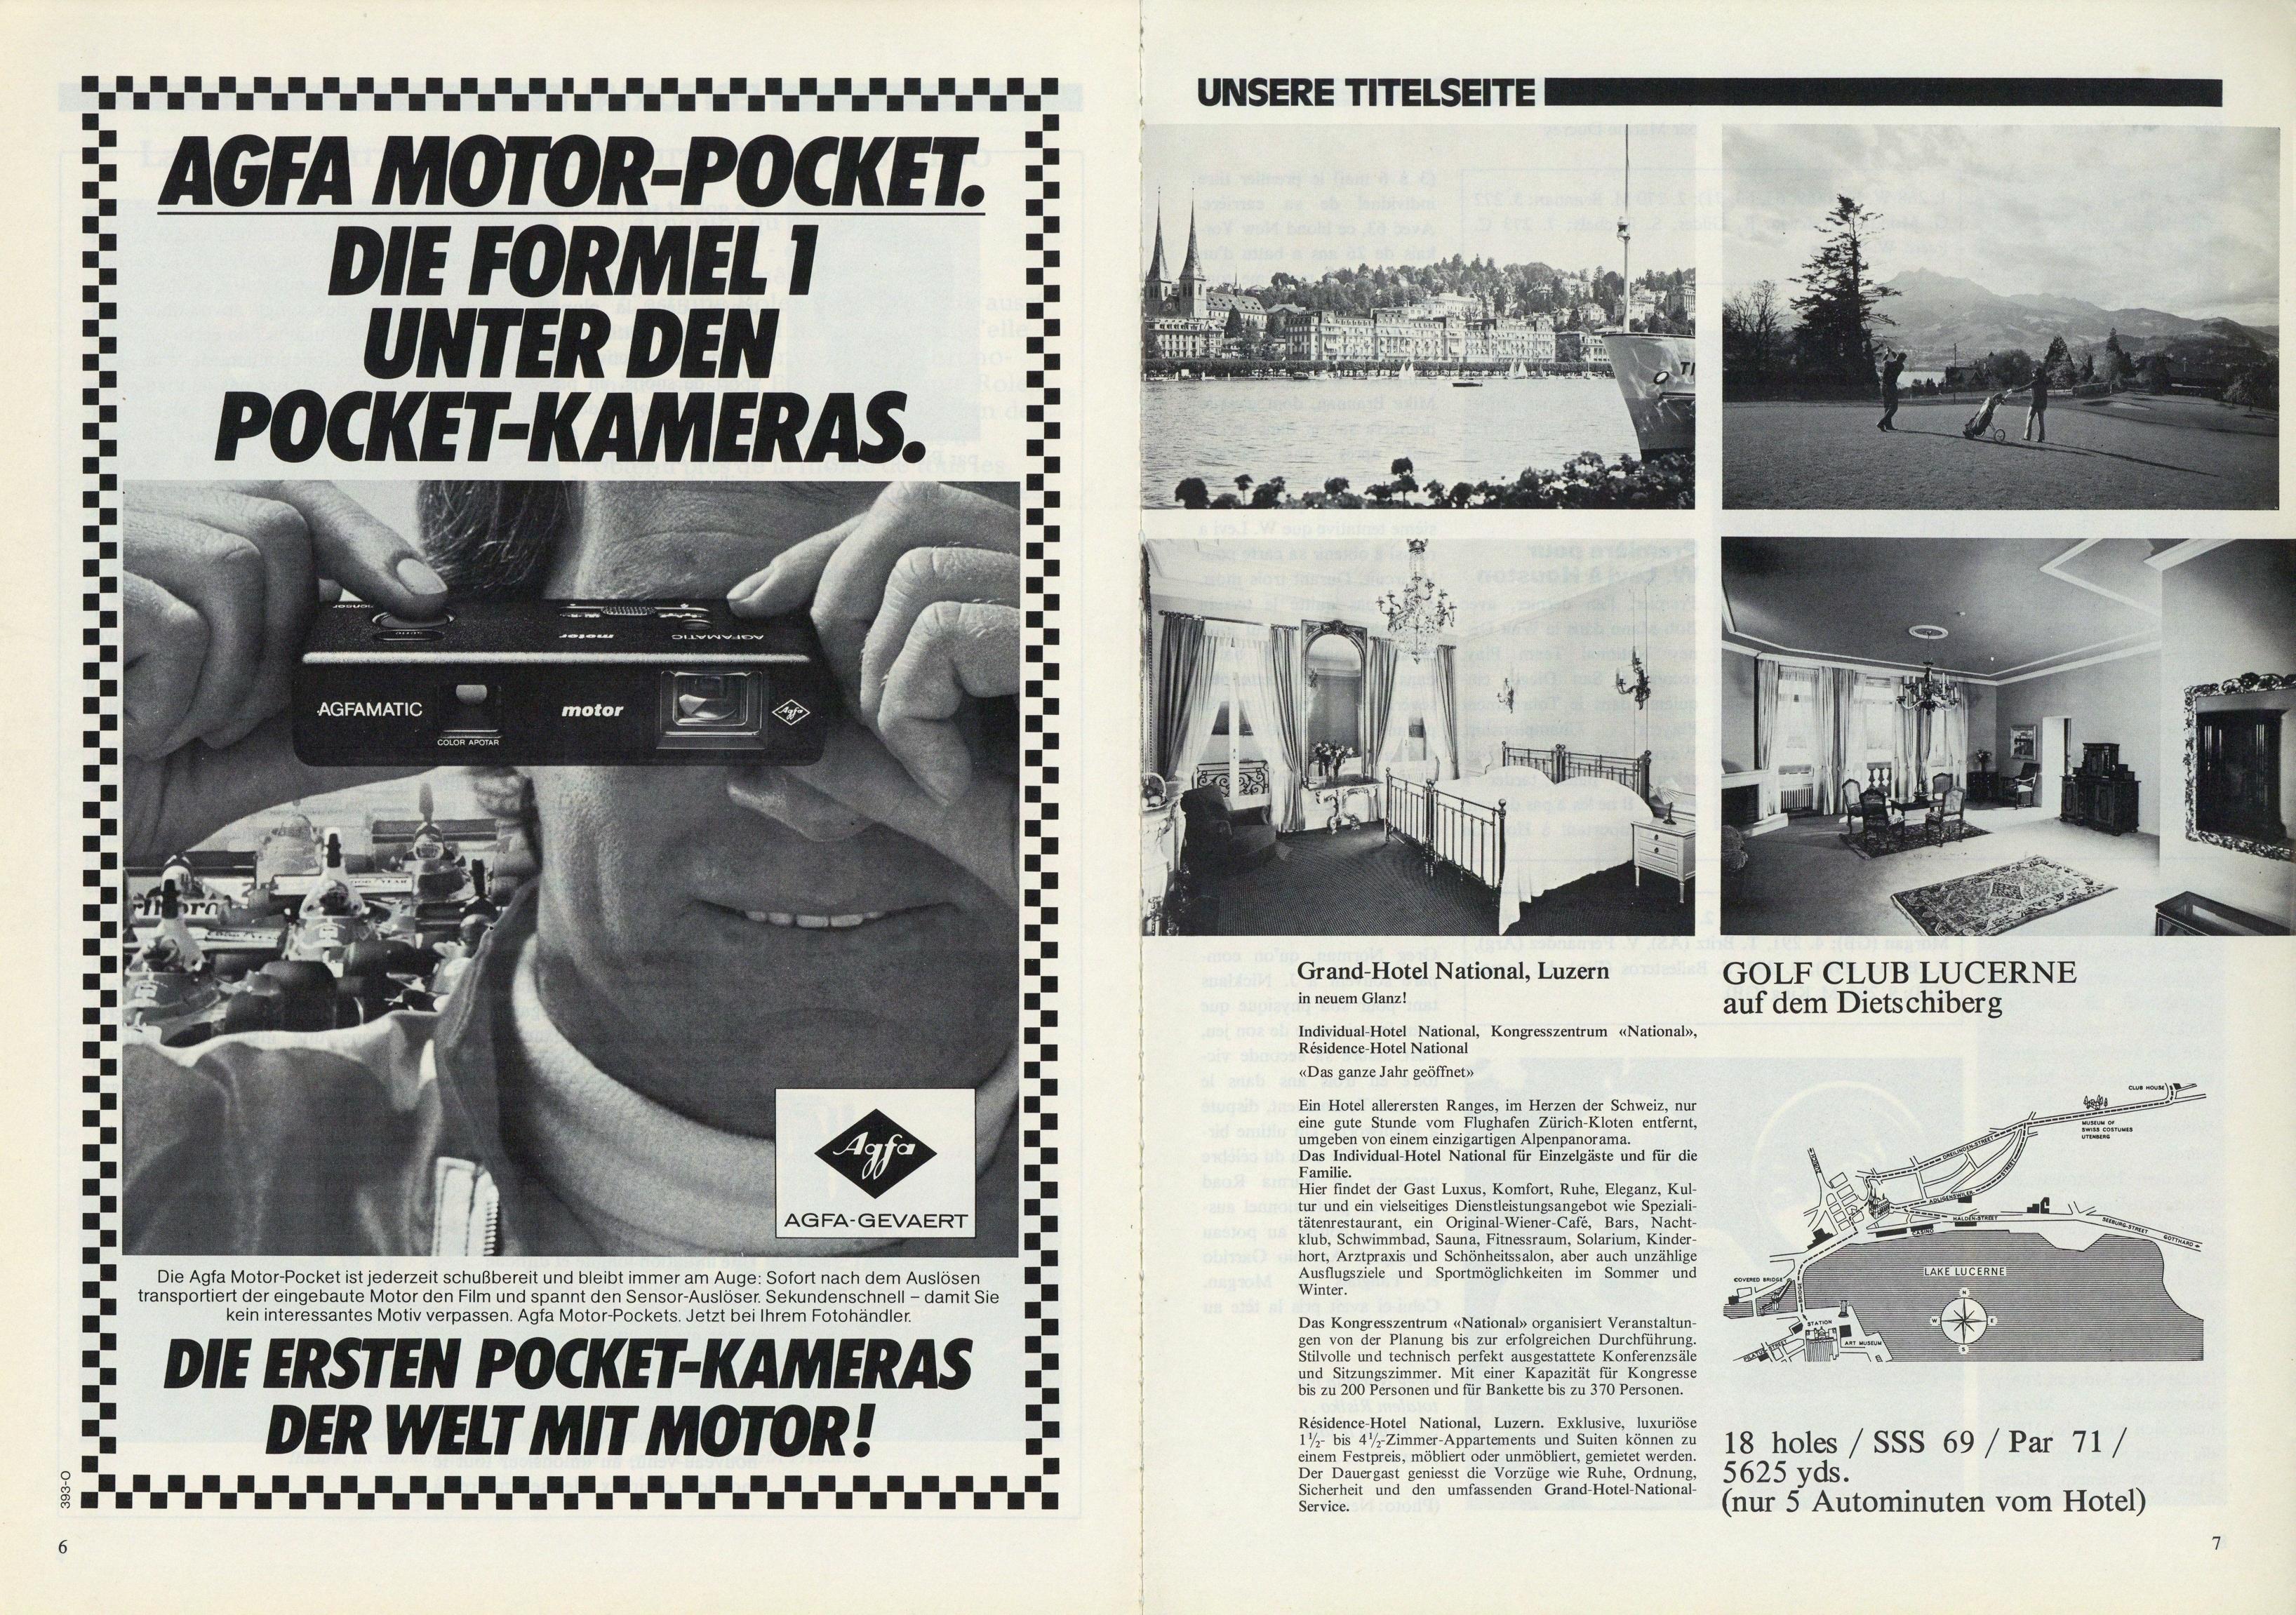 AGFA MOTOR-POCKET.
DIE FORMEL 1
UNTER DEN
POCKET-KAMERAS.
AGFAMATIC
motor
AGFAMATIC
motor
Agfa
COLOR APOTAR
Agfa
AGFA-GEVAERT
Die Agfa Motor-Pocket ist jederzeit schußbereit und bleibt immer am Auge: Sofort nach dem Auslösen
transportiert der eingebaute Motor den Film und spannt den Sensor-Auslöser. Sekundenschnell – damit Sie
kein interessantes Motiv verpassen. Agfa Motor-Pockets. Jetzt bei Ihrem Fotohändler.
DIE ERSTEN POCKET-KAMERAS
DER WELT MIT MOTOR!
393-O
6
UNSERE TITELSEITE
TI
Grand-Hotel National, Luzern
in neuem Glanz!
Individual-Hotel National, Kongresszentrum «National»,
Résidence-Hotel National
«Das ganze Jahr geöffnet»
Ein Hotel allerersten Ranges, im Herzen der Schweiz, nur
eine gute Stunde vom Flughafen Zürich-Kloten entfernt,
umgeben von einem einzigartigen Alpenpanorama.
Das Individual-Hotel National für Einzelgäste und für die
Familie.
Hier findet der Gast Luxus, Komfort, Ruhe, Eleganz, Kul-
tur und ein vielseitiges Dienstleistungsangebot wie Speziali-
tätenrestaurant, ein Original-Wiener-Café, Bars, Nacht-
klub, Schwimmbad, Sauna, Fitnessraum, Solarium, Kinder-
hort, Arztpraxis und Schönheitssalon, aber auch unzählige
Ausflugsziele und Sportmöglichkeiten im Sommer und
Winter.
Das Kongresszentrum «National» organisiert Veranstaltun-
gen von der Planung bis zur erfolgreichen Durchführung.
Stilvolle und technisch perfekt ausgestattete Konferenzsäle
und Sitzungszimmer. Mit einer Kapazität für Kongresse
bis zu 200 Personen und für Bankette bis zu 370 Personen.
Résidence-Hotel National, Luzern. Exklusive, luxuriöse
1½- bis 4½-Zimmer-Appartements und Suiten können zu
einem Festpreis, möbliert oder unmöbliert, gemietet werden.
Der Dauergast geniesst die Vorzüge wie Ruhe, Ordnung,
Sicherheit und den umfassenden Grand-Hotel-National-
Service.
GOLF CLUB LUCERNE
auf dem Dietschiberg
CLUB HOUSE
MUSEUM OF
SWISS COSTUMES
UTENBERG
ZURICH
DREILINDEN-STREET
ADLIGENSWILER STREET
HALDEN-STREET
CASINO
SEEBURG-STREET
GOTTHARD
COVERED BRIDGE
BRIDGE
LAKE LUCERNE
N
W
E
S
STATION
ART MUSEUM
PILATUS STREET
18 holes / SSS 69 / Par 71 /
5625 yds.
(nur 5 Autominuten vom Hotel)
7